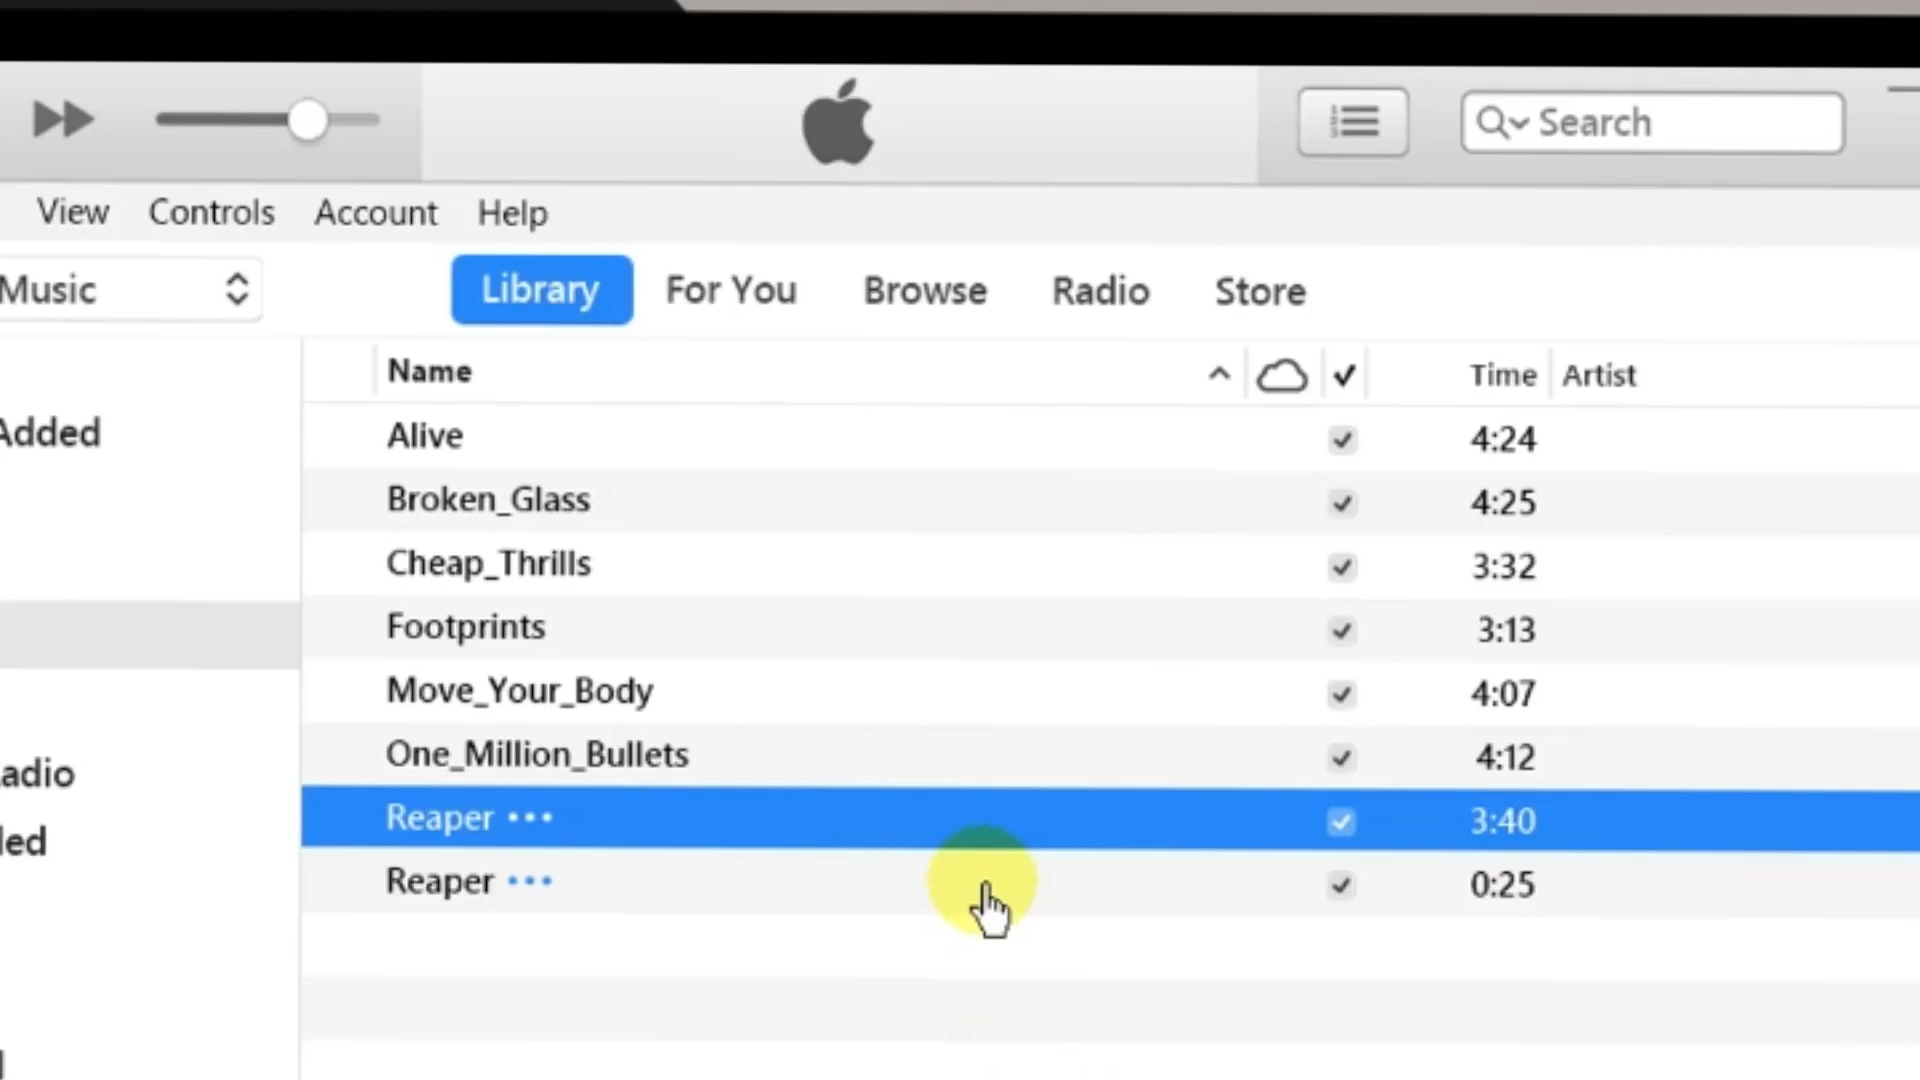 Search
View Controls Account Help
Music Library For You Browse Radio Store
Name Time Artist
Added
Alive 4:24
Broken_Glass 4:25
Cheap_Thrills 3:32
Footprints 3:13
Move_Your_Body 4:07
One_Million_Bullets 4:12
adio
Reaper ••• 3:40
led
Reaper ••• 0:25